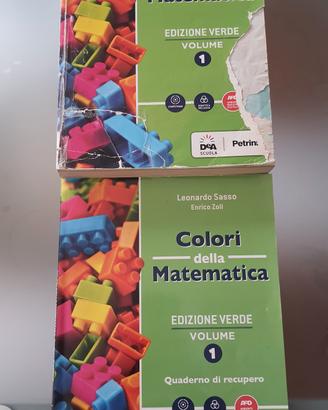 Matematica
EDIZIONE VERDE
VOLUME
1
DeA
SCUOLA
Petrini
Leonardo Sasso
Enrico Zoli
Colori
della
Matematica
EDIZIONE VERDE
VOLUME
1
Quaderno di recupero